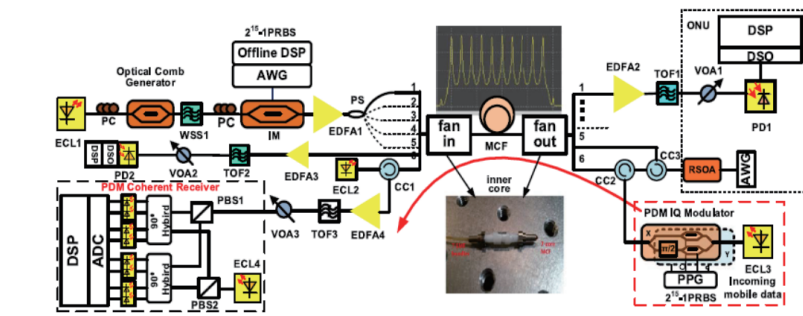 2¹⁵-1PRBS
Offline DSP
AWG
Optical Comb
Generator
ECL1
PC
WSS1
PC
IM
EDFA1
PS
1
2
3
4
5
6
fan
in
MCF
fan
out
inner
core
1
5
6
EDFA2
TOF1
VOA1
ONU
DSP
DSO
PD1
CC2
CC3
RSOA
AWG
DSP
DSO
PD2
VOA2
TOF2
EDFA3
ECL2
CC1
PDM Coherent Receiver
PBS1
VOA3
TOF3
EDFA4
DSP
ADC
90°
Hybird
90°
Hybird
PBS2
ECL4
PDM IQ Modulator
X
π/2
Y
PPG
2¹⁵-1PRBS
ECL3
Incoming
mobile data